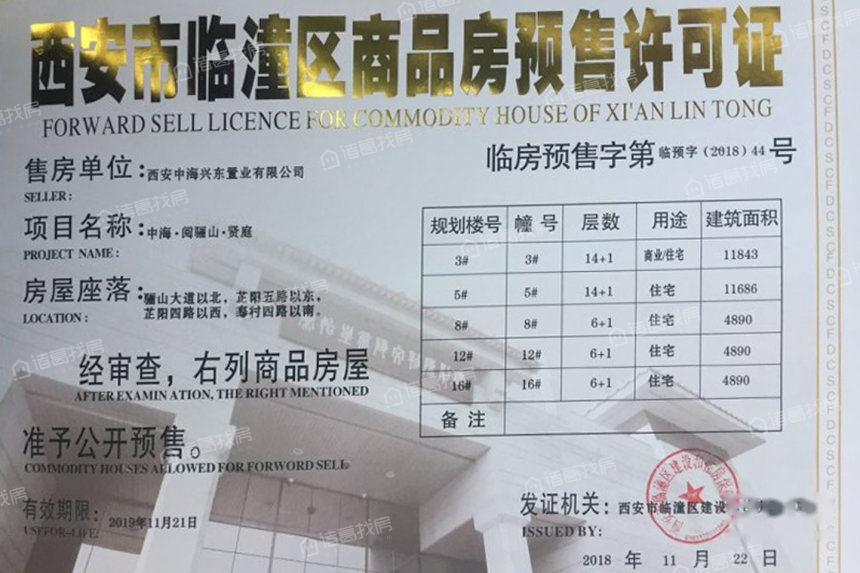 西安市临潼区商品房预售许可证
FORWARD SELL LICENCE FOR COMMODITY HOUSE OF XI'AN LIN TONG
售房单位：西安中海兴东置业有限公司
SELLER:
临房预售字第 临预字（2018）44 号
项目名称：中海·阅骊山·贤庭
PROJECT NAME:
房屋座落：骊山大道以北，芷阳五路以东，
LOCATION: 芷阳四路以西，寿村四路以南。
规划楼号 幢号 层数 用途 建筑面积
3# 3# 14+1 商业/住宅 11843
5# 5# 14+1 住宅 11686
8# 8# 6+1 住宅 4890
12# 12# 6+1 住宅 4890
16# 16# 6+1 住宅 4890
备注
经审查，右列商品房屋
AFTER EXAMINATION, THE RIGHT MENTIONED
准予公开预售。
COMMODITY HOUSES ALLOWED FOR FORWORD SELL
有效期限：2019年11月21日
USEFOR-LIFE:
发证机关：西安市临潼区建设
ISSUED BY:
2018 年 11 月 22 日
诸葛找房